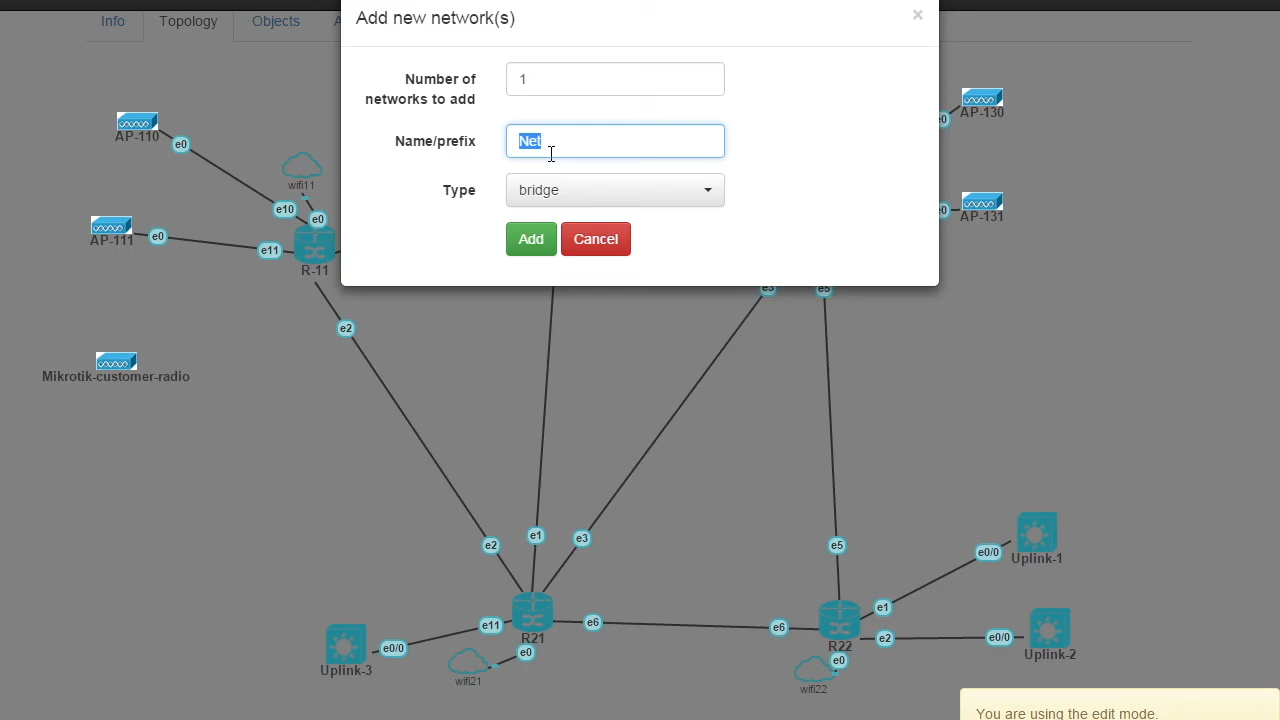 Add new network(s)
×
Info
Topology
Objects
Number of
networks to add
1
Name/prefix
Net
Type
bridge
Add
Cancel
AP-110
e0
wifi11
e10
e0
AP-111
e0
e11
R-11
e2
Mikrotik-customer-radio
AP-130
AP-131
e3
e5
e2
e1
e3
e5
R21
e11
e6
e0
e0/0
Uplink-3
wifi21
e6
R22
e1
e2
e0
wifi22
e0/0
Uplink-1
e0/0
Uplink-2
You are using the edit mode.